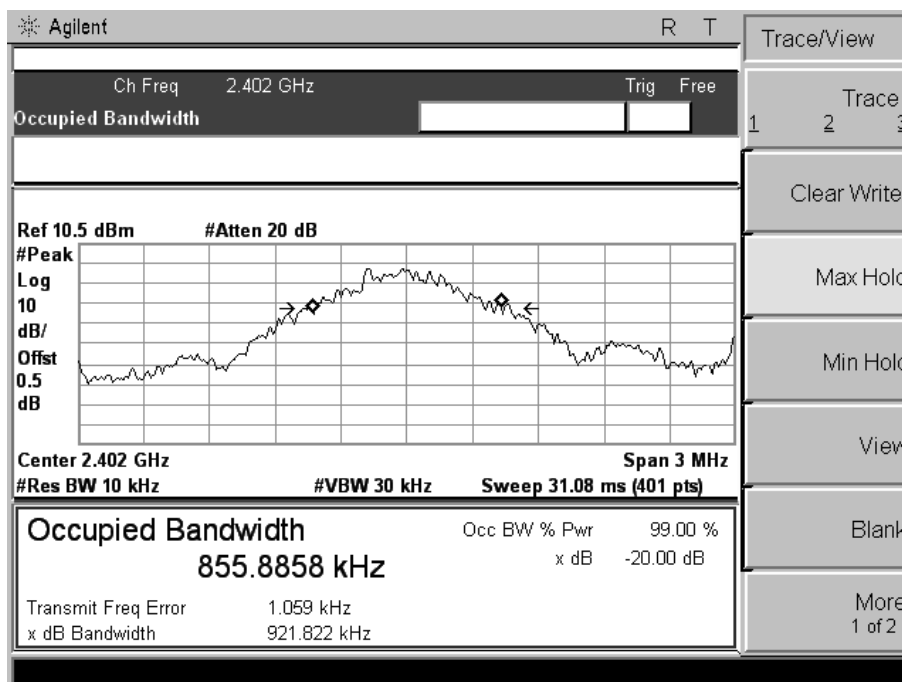 Agilent R T
Ch Freq 2.402 GHz Trig Free
Occupied Bandwidth
Ref 10.5 dBm #Atten 20 dB
#Peak
Log
10
dB/
Offst
0.5
dB
Center 2.402 GHz Span 3 MHz
#Res BW 10 kHz #VBW 30 kHz Sweep 31.08 ms (401 pts)
Occupied Bandwidth
855.8858 kHz
Occ BW % Pwr 99.00 %
x dB -20.00 dB
Transmit Freq Error 1.059 kHz
x dB Bandwidth 921.822 kHz
Trace/View
Trace
1 2 3
Clear Write
Max Hold
Min Hold
View
Blank
More
1 of 2